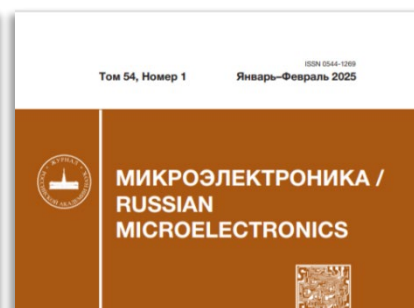 ISSN 0544-1269
Том 54, Номер 1
Январь–Февраль 2025
МИКРОЭЛЕКТРОНИКА /
RUSSIAN
MICROELECTRONICS